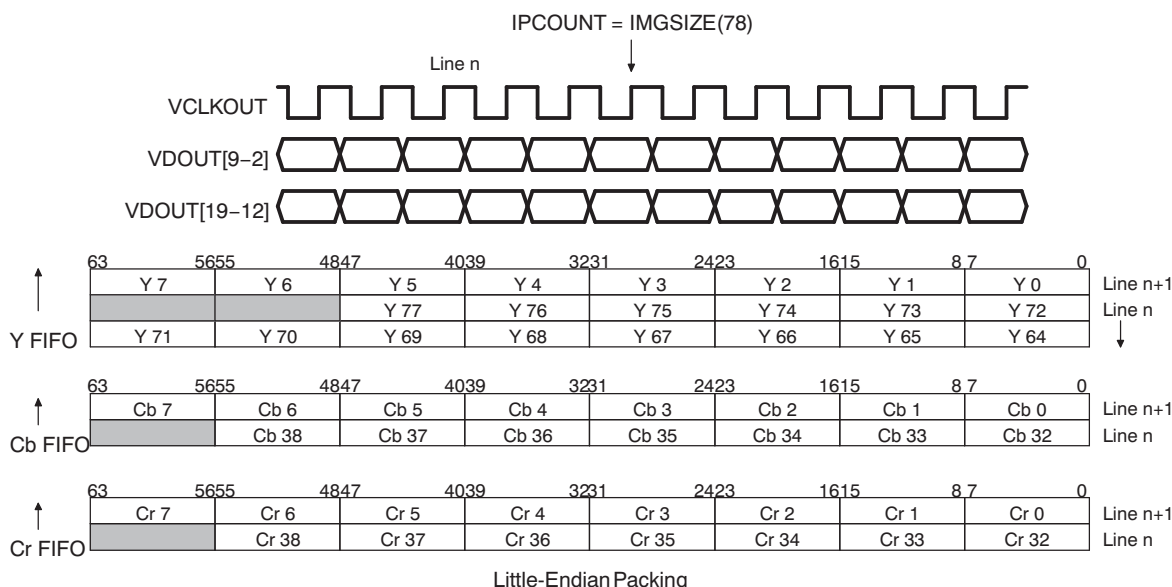 IPCOUNT = IMGSIZE(78)
Line n
VCLKOUT
VDOUT[9–2]
VDOUT[19–12]
63 5655 4847 4039 3231 2423 1615 8 7 0
Y 7 Y 6 Y 5 Y 4 Y 3 Y 2 Y 1 Y 0 Line n+1
Y 77 Y 76 Y 75 Y 74 Y 73 Y 72 Line n
Y FIFO Y 71 Y 70 Y 69 Y 68 Y 67 Y 66 Y 65 Y 64
63 5655 4847 4039 3231 2423 1615 8 7 0
Cb 7 Cb 6 Cb 5 Cb 4 Cb 3 Cb 2 Cb 1 Cb 0 Line n+1
Cb FIFO Cb 38 Cb 37 Cb 36 Cb 35 Cb 34 Cb 33 Cb 32 Line n
63 5655 4847 4039 3231 2423 1615 8 7 0
Cr 7 Cr 6 Cr 5 Cr 4 Cr 3 Cr 2 Cr 1 Cr 0 Line n+1
Cr FIFO Cr 38 Cr 37 Cr 36 Cr 35 Cr 34 Cr 33 Cr 32 Line n
Little-Endian Packing